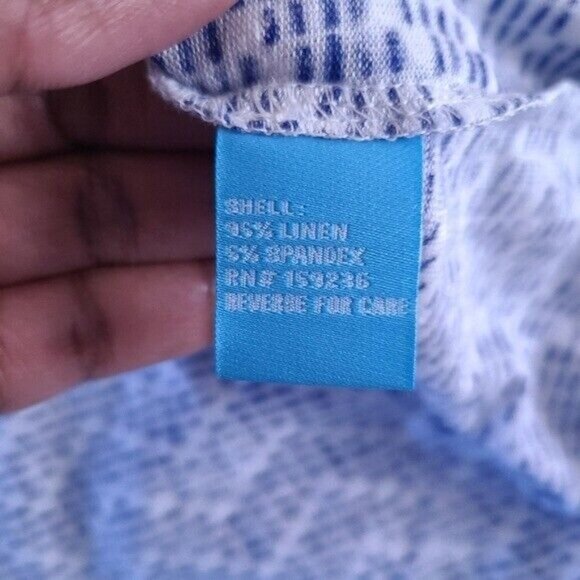 SHELL:
95% LINEN
5% SPANDEX
RN# 159236
REVERSE FOR CARE